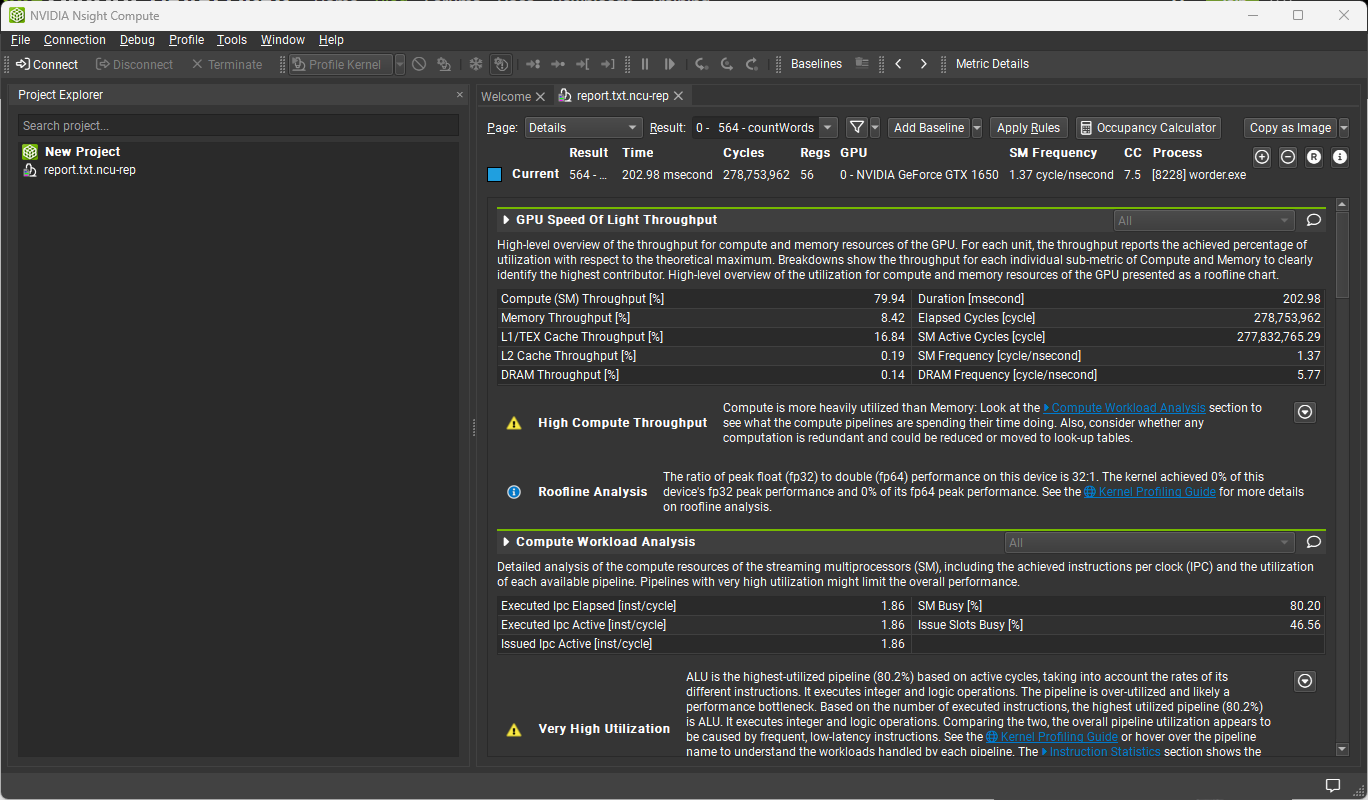 NVIDIA Nsight Compute
File Connection Debug Profile Tools Window Help
Connect Disconnect Terminate Profile Kernel Baselines Metric Details
Project Explorer
Search project...
New Project
report.txt.ncu-rep
Welcome report.txt.ncu-rep
Page: Details Result: 0 - 564 - countWords Add Baseline Apply Rules Occupancy Calculator Copy as Image
Result Time Cycles Regs GPU SM Frequency CC Process
Current 564 - ... 202.98 msecond 278,753,962 56 0 - NVIDIA GeForce GTX 1650 1.37 cycle/nsecond 7.5 [8228] worder.exe
GPU Speed Of Light Throughput All
High-level overview of the throughput for compute and memory resources of the GPU. For each unit, the throughput reports the achieved percentage of
utilization with respect to the theoretical maximum. Breakdowns show the throughput for each individual sub-metric of Compute and Memory to clearly
identify the highest contributor. High-level overview of the utilization for compute and memory resources of the GPU presented as a roofline chart.
Compute (SM) Throughput [%] 79.94 Duration [msecond] 202.98
Memory Throughput [%] 8.42 Elapsed Cycles [cycle] 278,753,962
L1/TEX Cache Throughput [%] 16.84 SM Active Cycles [cycle] 277,832,765.29
L2 Cache Throughput [%] 0.19 SM Frequency [cycle/nsecond] 1.37
DRAM Throughput [%] 0.14 DRAM Frequency [cycle/nsecond] 5.77
High Compute Throughput
Compute is more heavily utilized than Memory: Look at the Compute Workload Analysis section to
see what the compute pipelines are spending their time doing. Also, consider whether any
computation is redundant and could be reduced or moved to look-up tables.
Roofline Analysis
The ratio of peak float (fp32) to double (fp64) performance on this device is 32:1. The kernel achieved 0% of this
device's fp32 peak performance and 0% of its fp64 peak performance. See the Kernel Profiling Guide for more details
on roofline analysis.
Compute Workload Analysis All
Detailed analysis of the compute resources of the streaming multiprocessors (SM), including the achieved instructions per clock (IPC) and the utilization
of each available pipeline. Pipelines with very high utilization might limit the overall performance.
Executed Ipc Elapsed [inst/cycle] 1.86 SM Busy [%] 80.20
Executed Ipc Active [inst/cycle] 1.86 Issue Slots Busy [%] 46.56
Issued Ipc Active [inst/cycle] 1.86
Very High Utilization
ALU is the highest-utilized pipeline (80.2%) based on active cycles, taking into account the rates of its
different instructions. It executes integer and logic operations. The pipeline is over-utilized and likely a
performance bottleneck. Based on the number of executed instructions, the highest utilized pipeline (80.2%)
is ALU. It executes integer and logic operations. Comparing the two, the overall pipeline utilization appears to
be caused by frequent, low-latency instructions. See the Kernel Profiling Guide or hover over the pipeline
name to understand the workloads handled by each pipeline. The Instruction Statistics section shows the